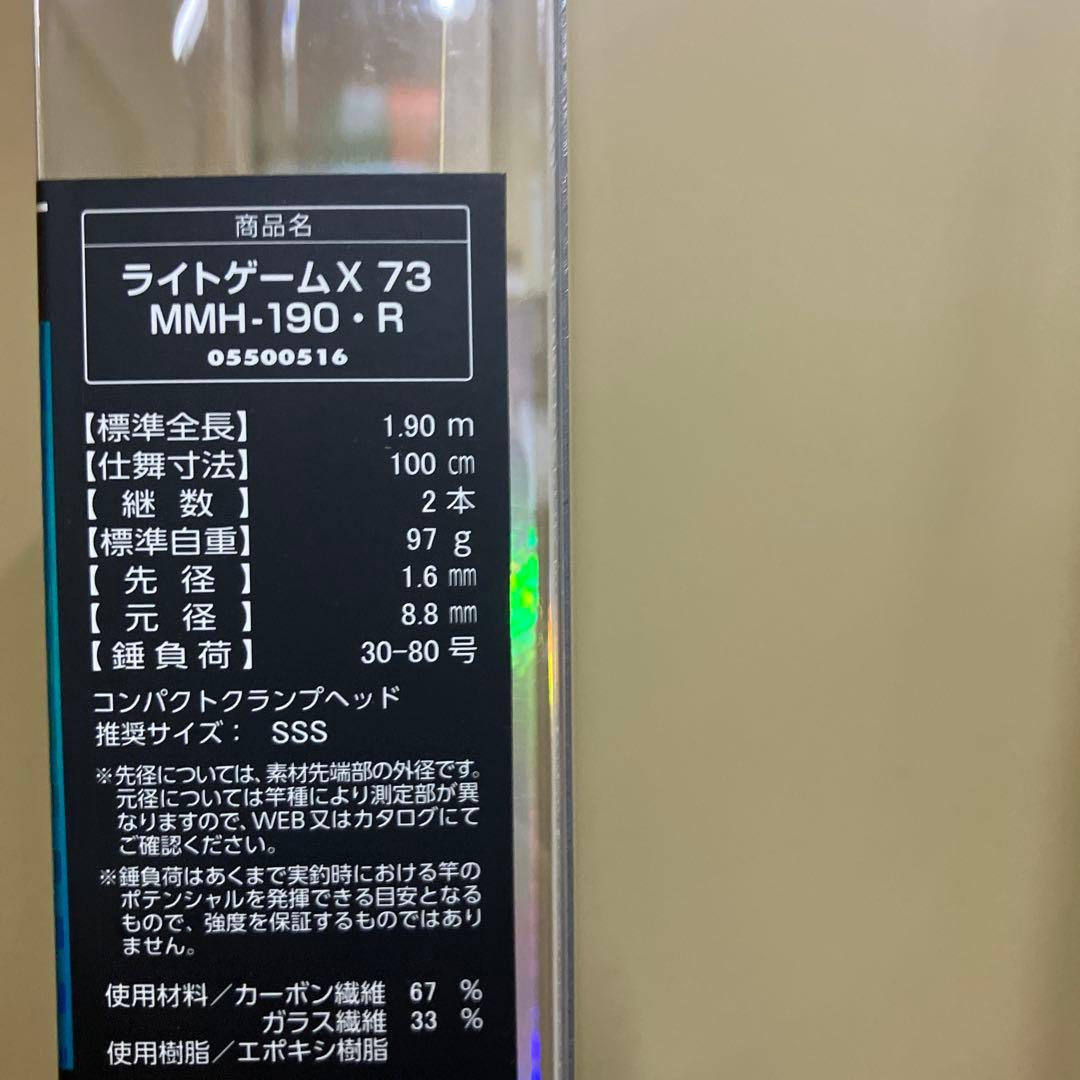 商品名
ライトゲームX 73
MMH-190・R
05500516
【標準全長】 1.90 m
【仕舞寸法】 100 ㎝
【継数】 2 本
【標準自重】 97 g
【先径】 1.6 ㎜
【元径】 8.8 ㎜
【錘負荷】 30-80 号
コンパクトクランプヘッド
推奨サイズ： SSS
※先径については、素材先端部の外径です。
元径については竿種により測定部が異
なりますので、WEB又はカタログにて
ご確認ください。
※錘負荷はあくまで実釣時における竿の
ポテンシャルを発揮できる目安となる
もので、強度を保証するものではあり
ません。
使用材料／カーボン繊維 67 %
ガラス繊維 33 %
使用樹脂／エポキシ樹脂